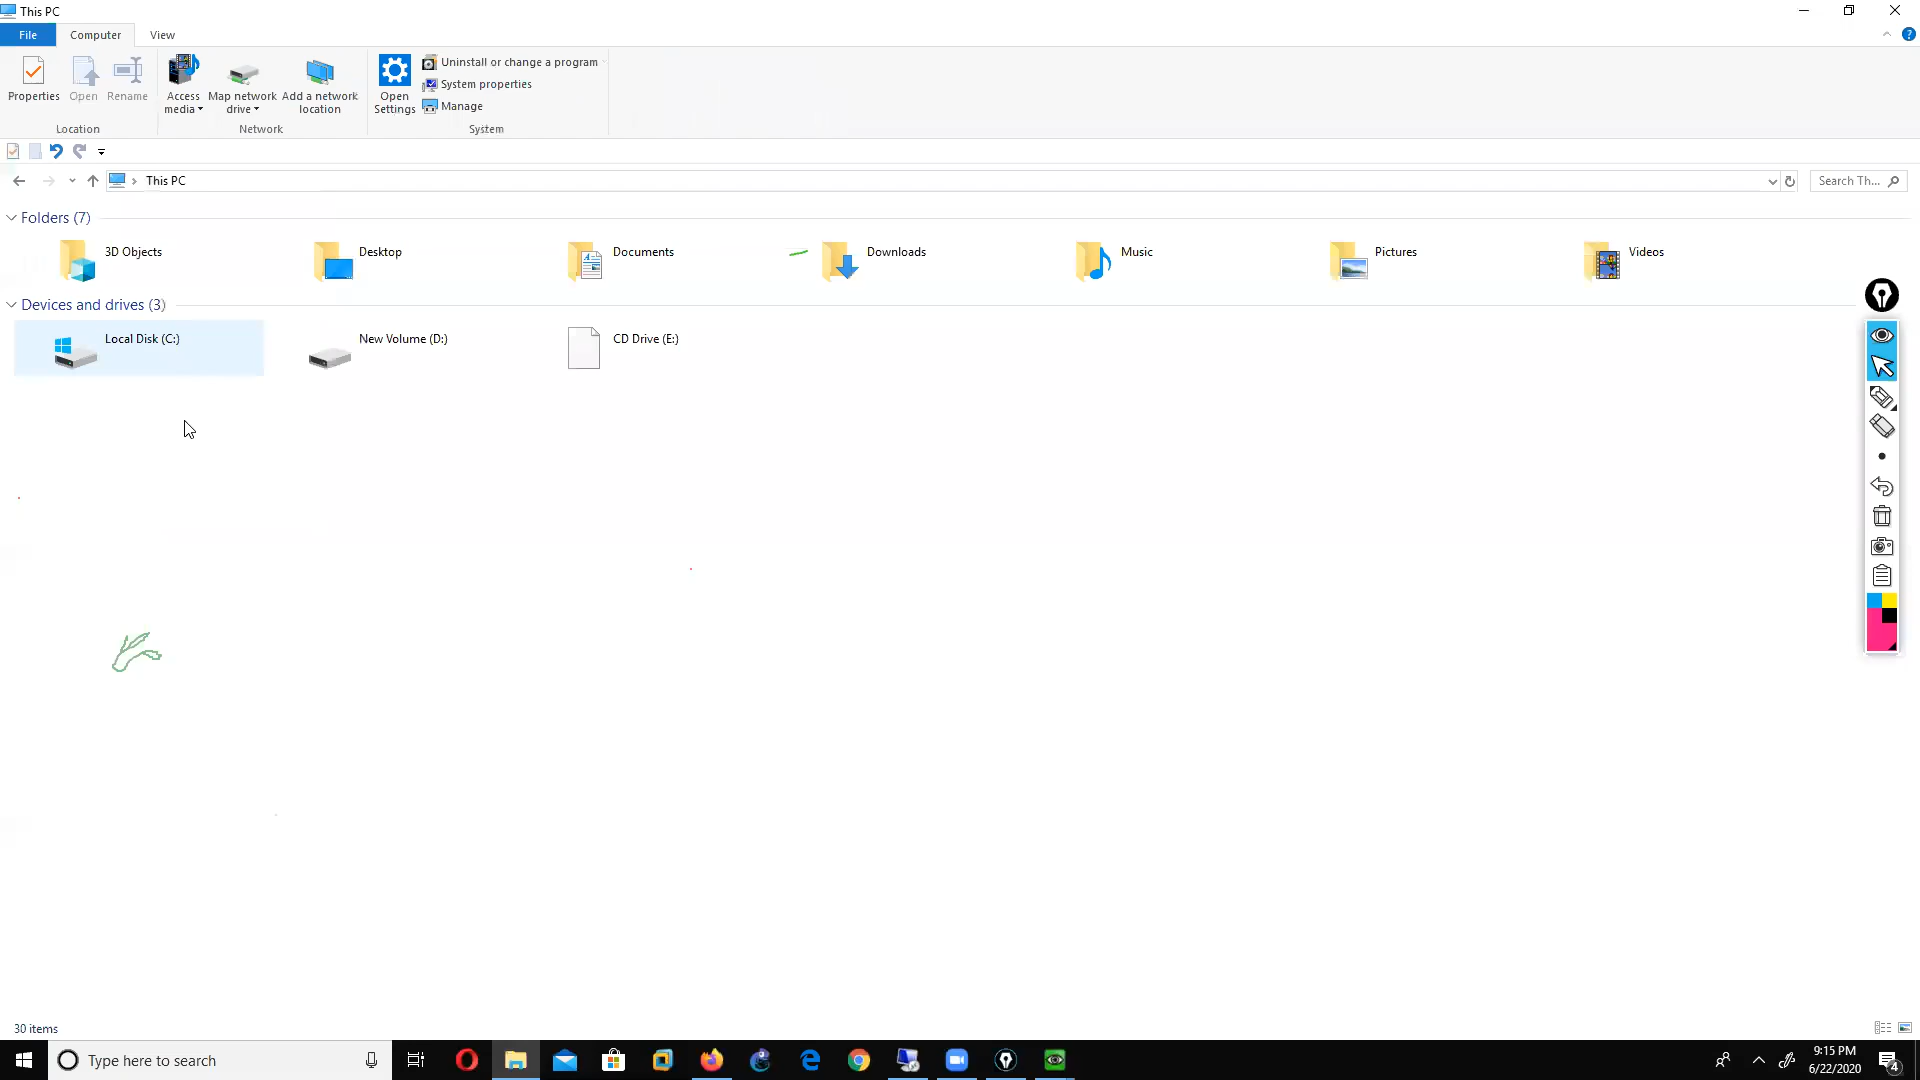 This PC
File Computer View
Properties Open Rename Access media Map network drive Add a network location Open Settings Uninstall or change a program
System properties
Manage
Location Network System
This PC Search Th...
Folders (7)
3D Objects Desktop Documents Downloads Music Pictures Videos
Devices and drives (3)
Local Disk (C:) New Volume (D:) CD Drive (E:)
30 items
Type here to search
9:15 PM
6/22/2020
4